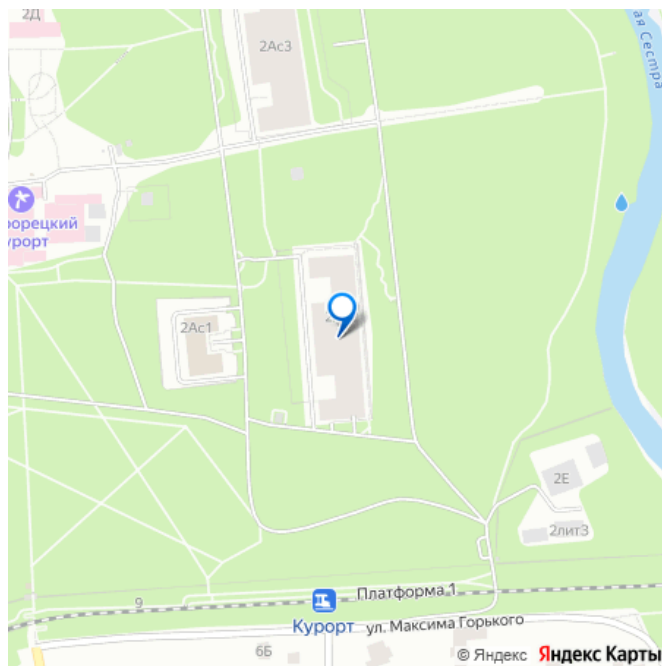 2Д
2Ас3
ая Сестра
орецкий
урорт
2Ас1
2Е
2лит3
Платформа 1
9
Курорт
ул. Максима Горького
6Б
© Яндекс
Яндекс Карты